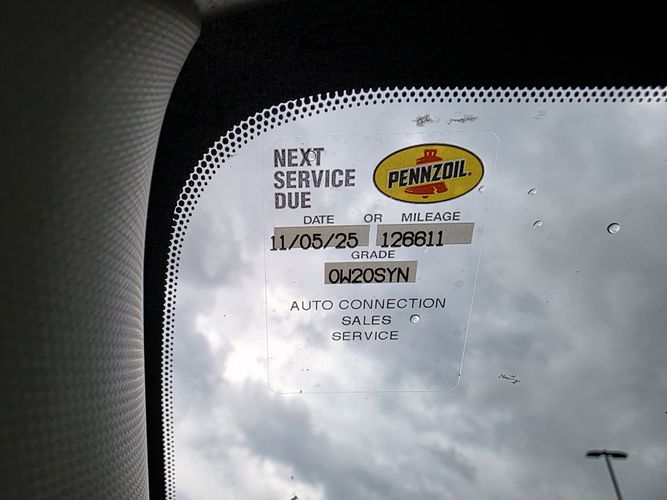 NEXT
SERVICE
DUE
PENNZOIL®
DATE OR MILEAGE
11/05/25 126611
GRADE
0W20SYN
AUTO CONNECTION
SALES
SERVICE